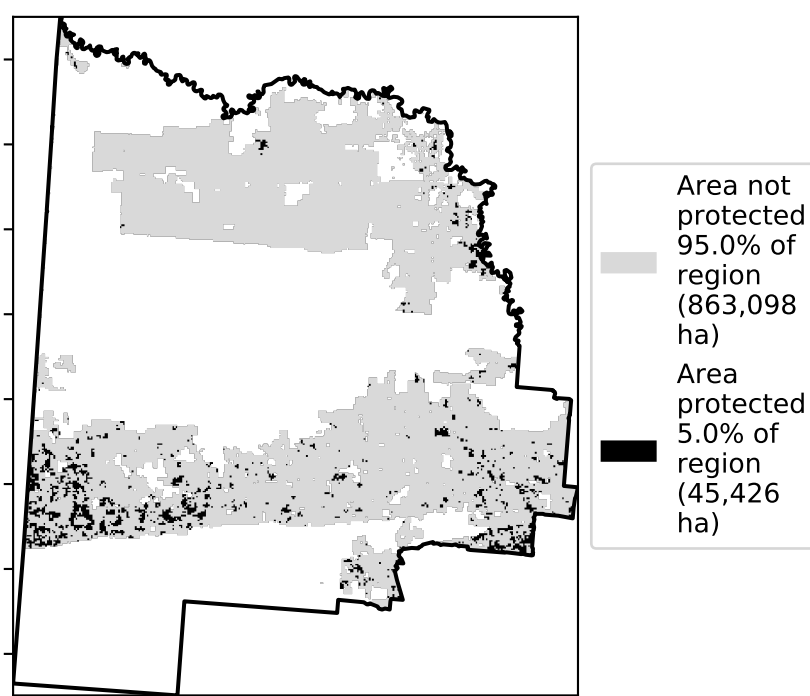 Area not
protected
95.0% of
region
(863,098
ha)
Area
protected
5.0% of
region
(45,426
ha)